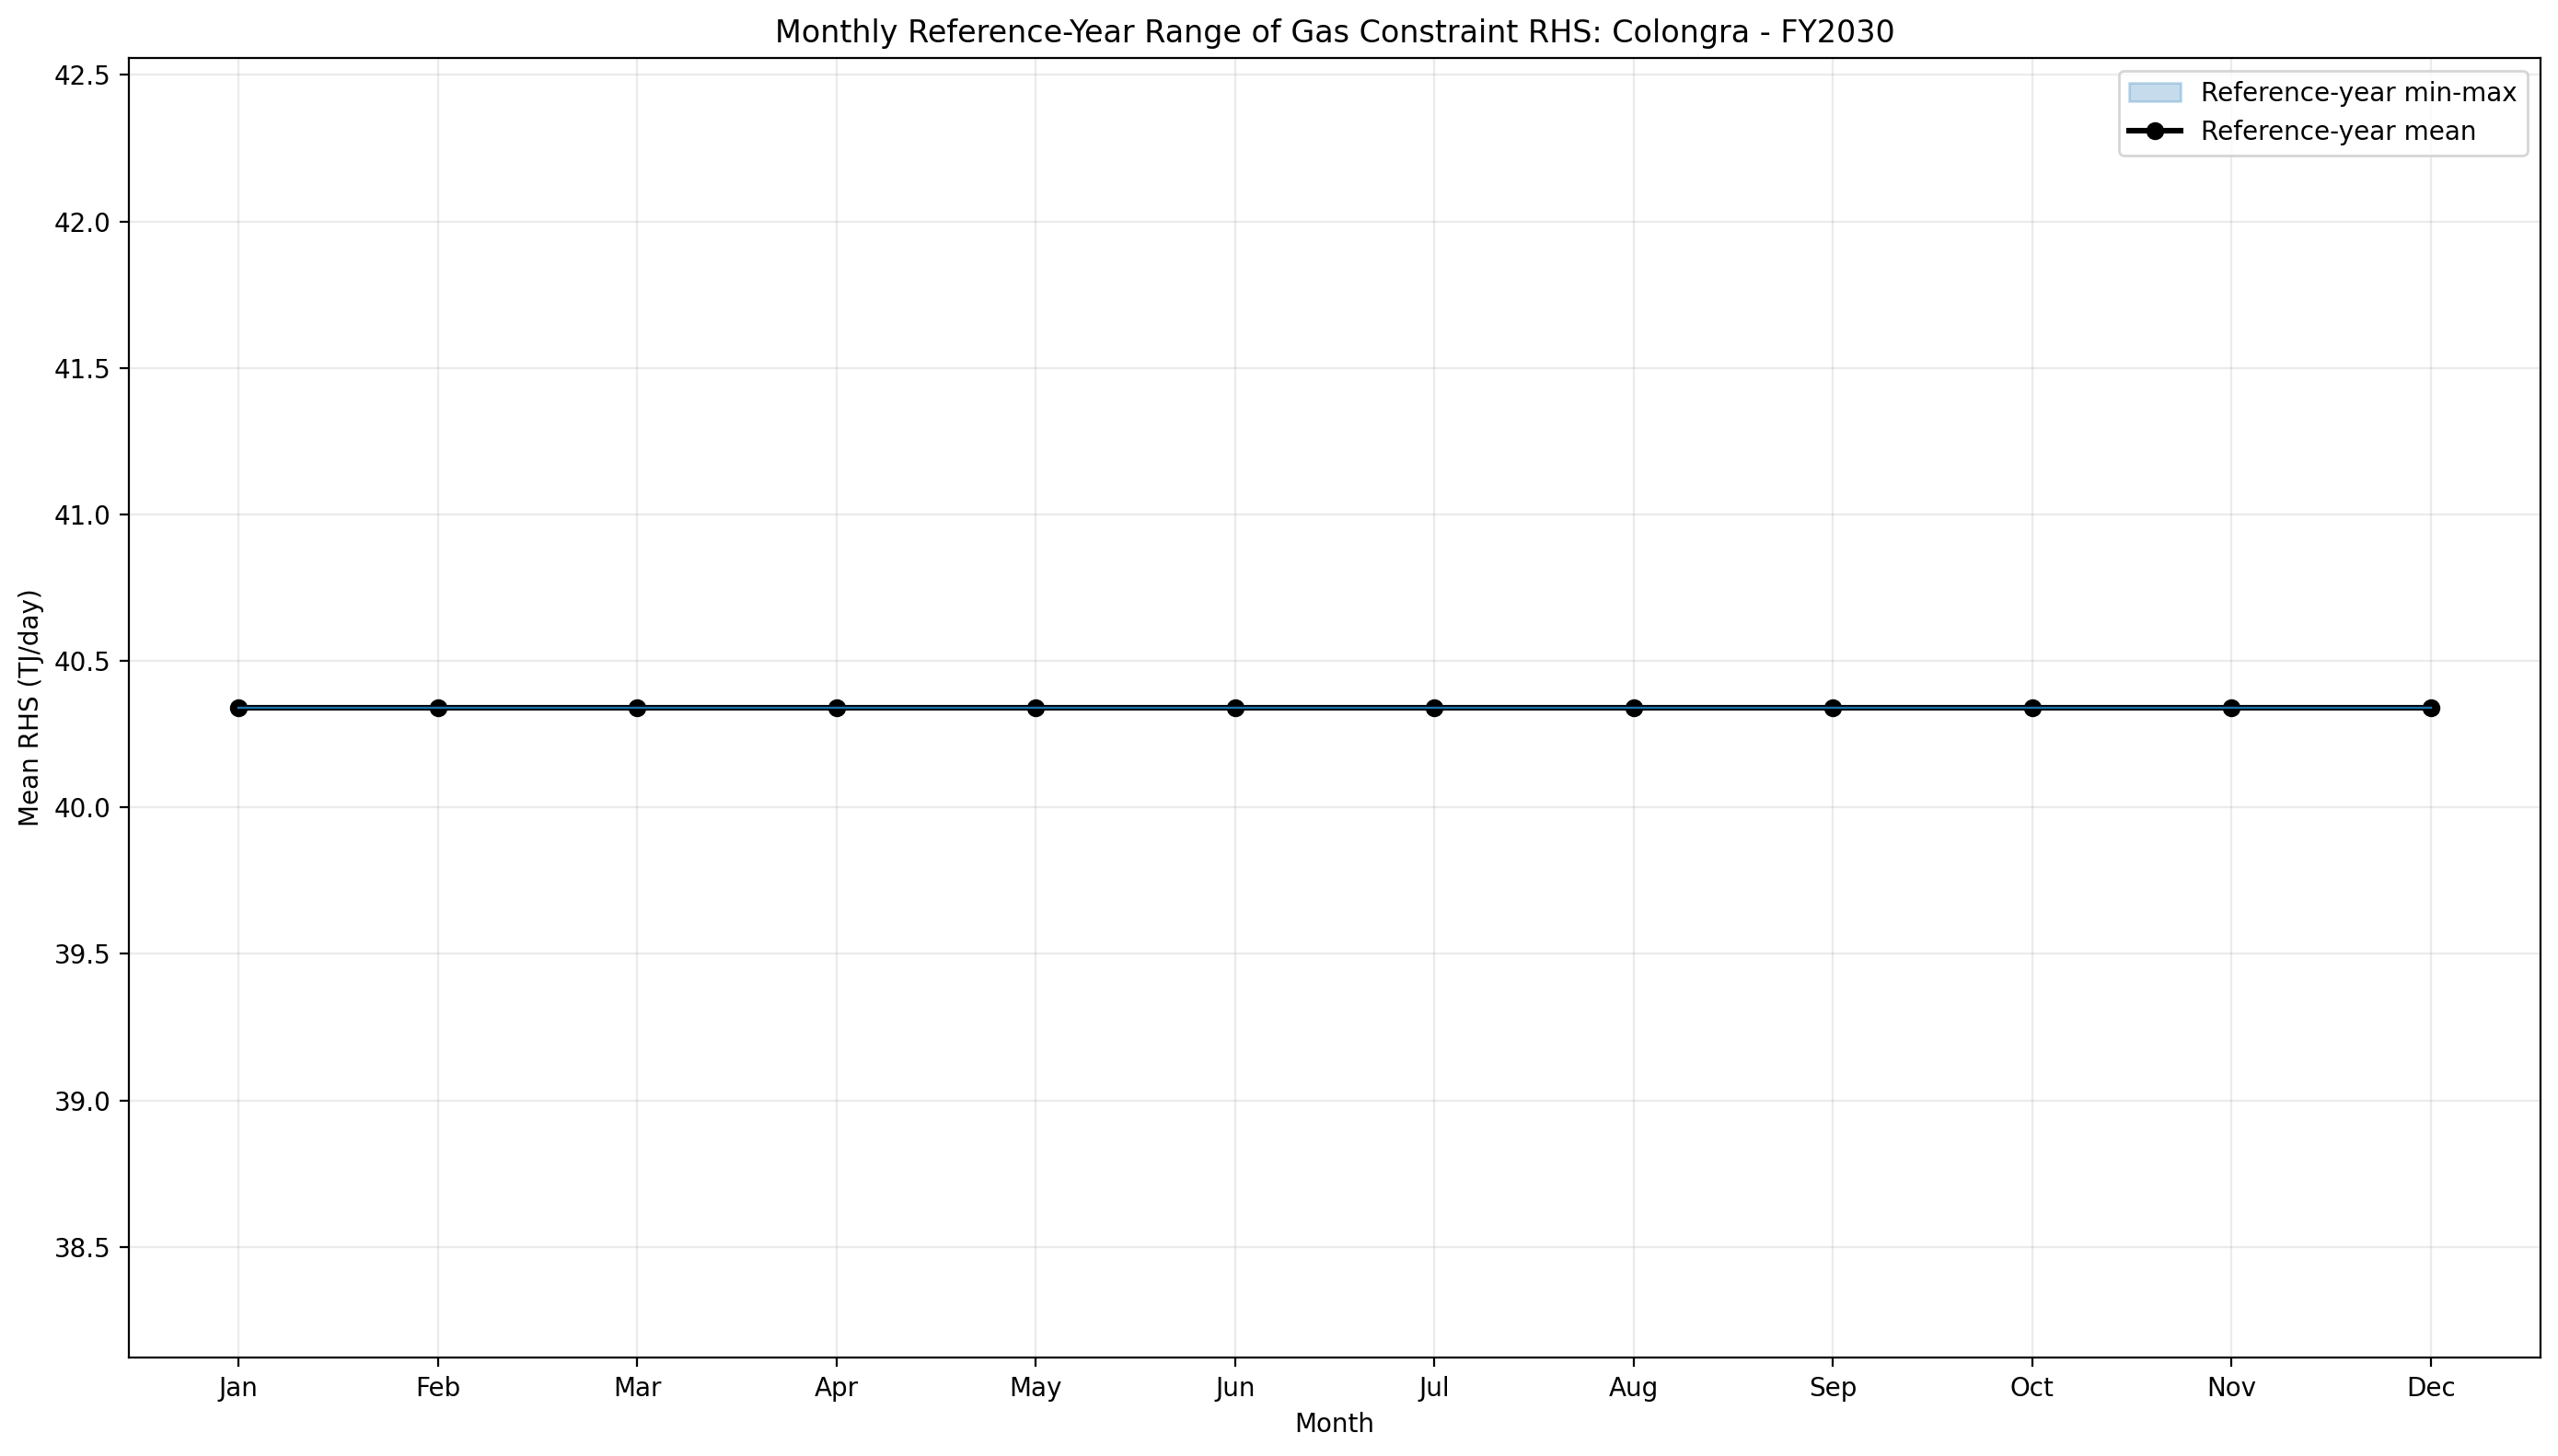 Monthly Reference-Year Range of Gas Constraint RHS: Colongra - FY2030
Reference-year min-max
Reference-year mean
Mean RHS (TJ/day)
42.5
42.0
41.5
41.0
40.5
40.0
39.5
39.0
38.5
Jan Feb Mar Apr May Jun Jul Aug Sep Oct Nov Dec
Month